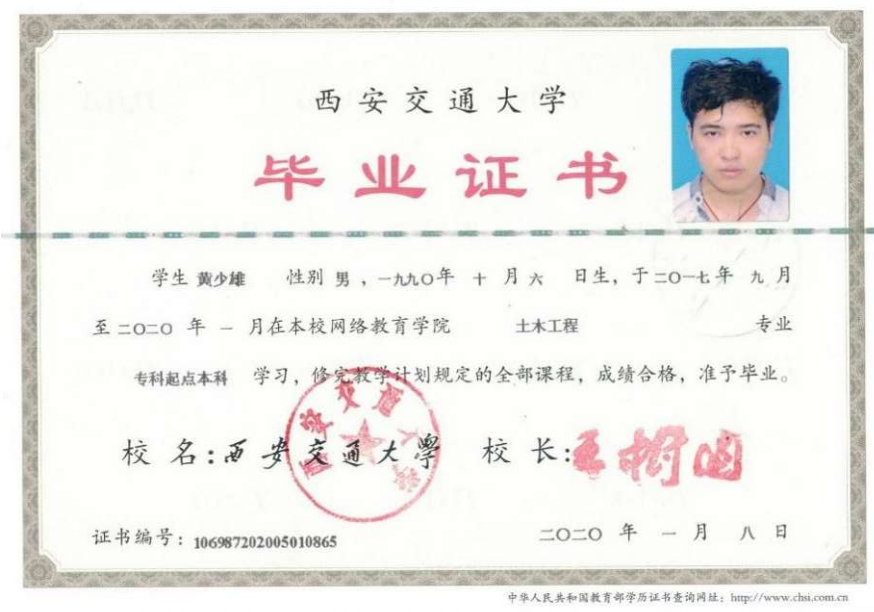 西安交通大学
毕业证书
学生 黄少雄 性别 男 ，一九九〇年 十 月 六 日生，于二〇一七年 九 月
至二〇二〇 年 一 月在本校网络教育学院 土木工程 专业
专科起点本科 学习，修完教学计划规定的全部课程，成绩合格，准予毕业。
校 名：西安交通大學 校 长：王樹国
西安交通大学
证书编号：106987202005010865 二〇二〇 年 一 月 八 日
中华人民共和国教育部学历证书查询网址：http://www.chsi.com.cn